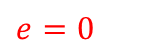 e = 0